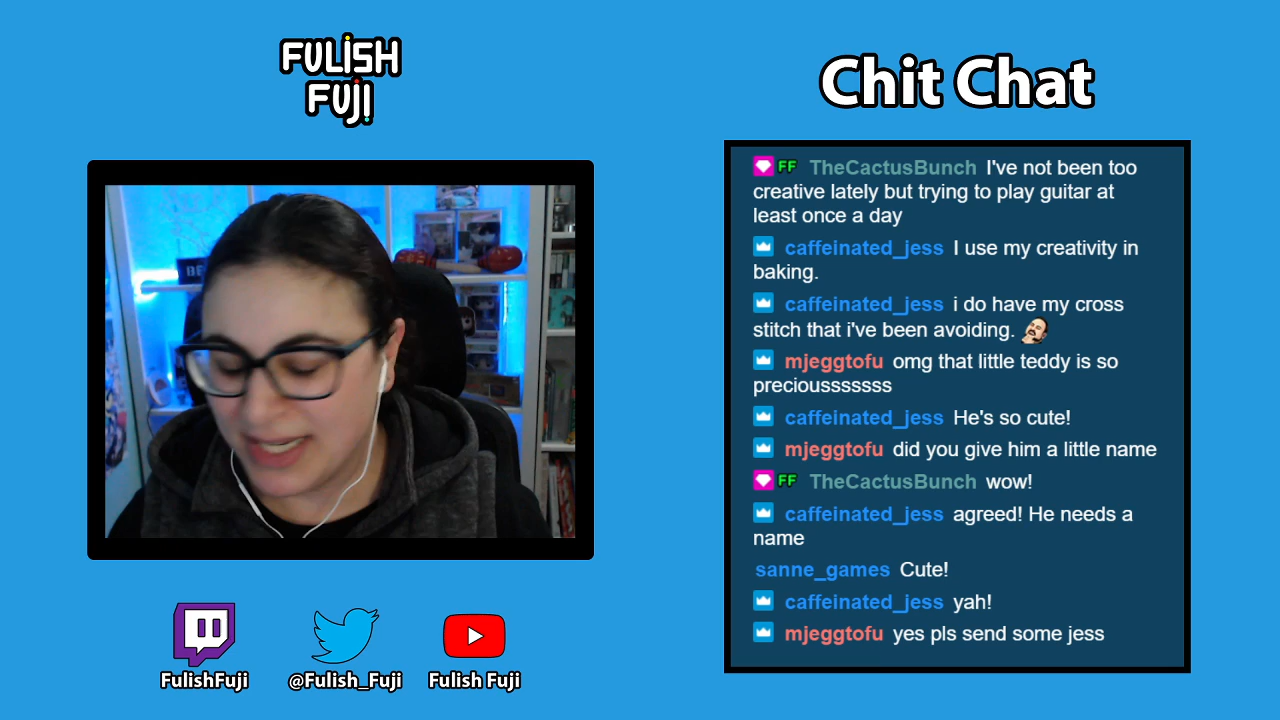 FULISH
FUJI
Chit Chat
BE
FF TheCactusBunch I've not been too
creative lately but trying to play guitar at
least once a day
caffeinated_jess I use my creativity in
baking.
caffeinated_jess i do have my cross
stitch that i've been avoiding.
mjeggtofu omg that little teddy is so
preciousssssss
caffeinated_jess He's so cute!
mjeggtofu did you give him a little name
FF TheCactusBunch wow!
caffeinated_jess agreed! He needs a
name
sanne_games Cute!
caffeinated_jess yah!
mjeggtofu yes pls send some jess
FulishFuji
@Fulish_Fuji
Fulish Fuji